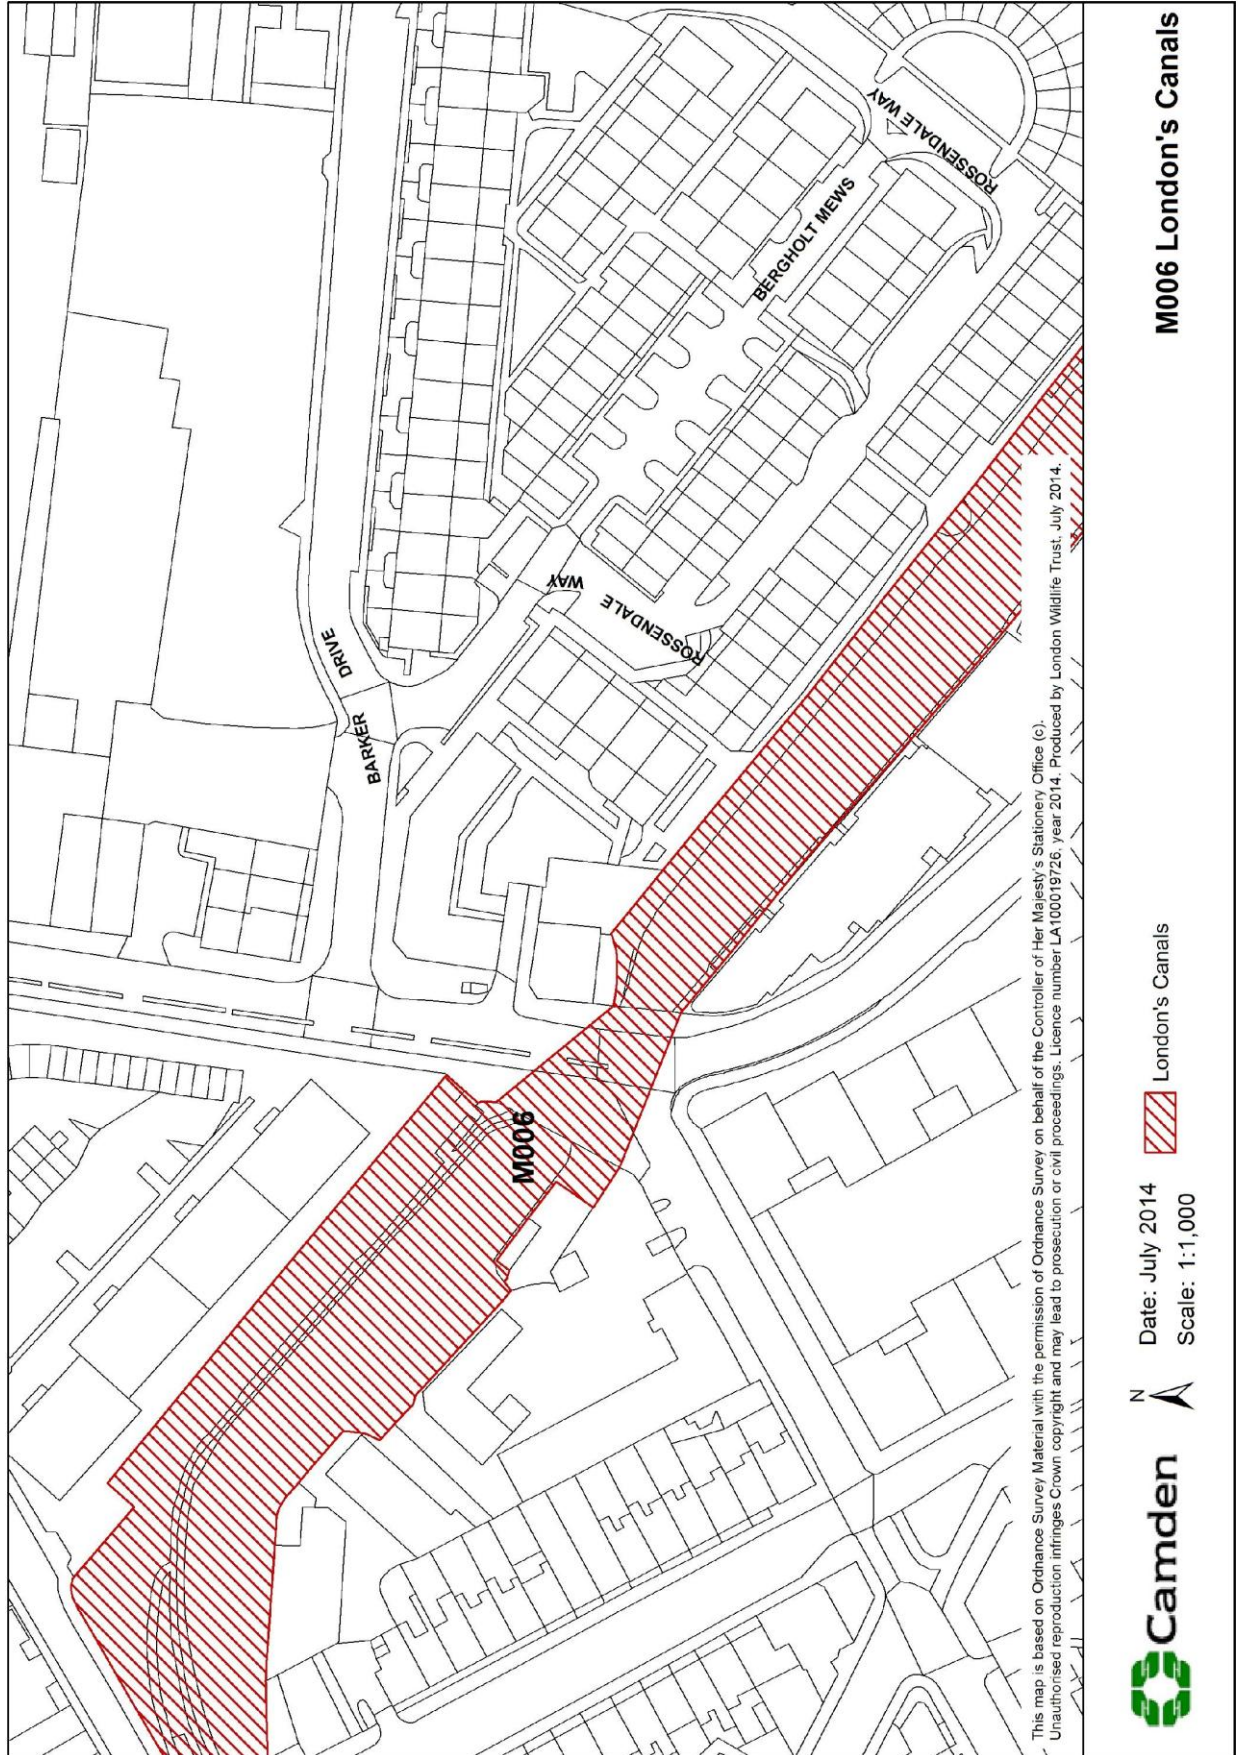 BARKER
DRIVE
ROSSENDALE
WAY
BERGHOLT MEWS
ROSSENDALE WAY
M006
This map is based on Ordnance Survey Material with the permission of Ordnance Survey on behalf of the Controller of Her Majesty's Stationery Office (c).
Unauthorised reproduction infringes Crown copyright and may lead to prosecution or civil proceedings. Licence number LA100019726, year 2014. Produced by London Wildlife Trust, July 2014.
Camden
N
Date: July 2014
Scale: 1:1,000
London's Canals
M006 London's Canals